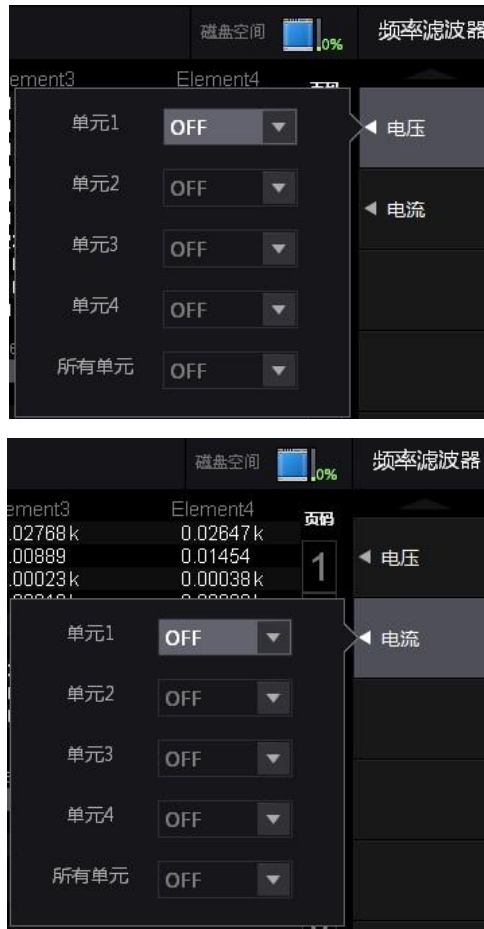 磁盘空间 0% 频率滤波器
ement3 Element4
单元1 OFF 电压
单元2 OFF
电流
单元3 OFF
单元4 OFF
所有单元 OFF
磁盘空间 0% 频率滤波器
ement3 Element4 页码
.02768k 0.02647k
.00889 0.01454 1 电压
.00023k 0.00038k
单元1 OFF 电流
单元2 OFF
单元3 OFF
单元4 OFF
所有单元 OFF